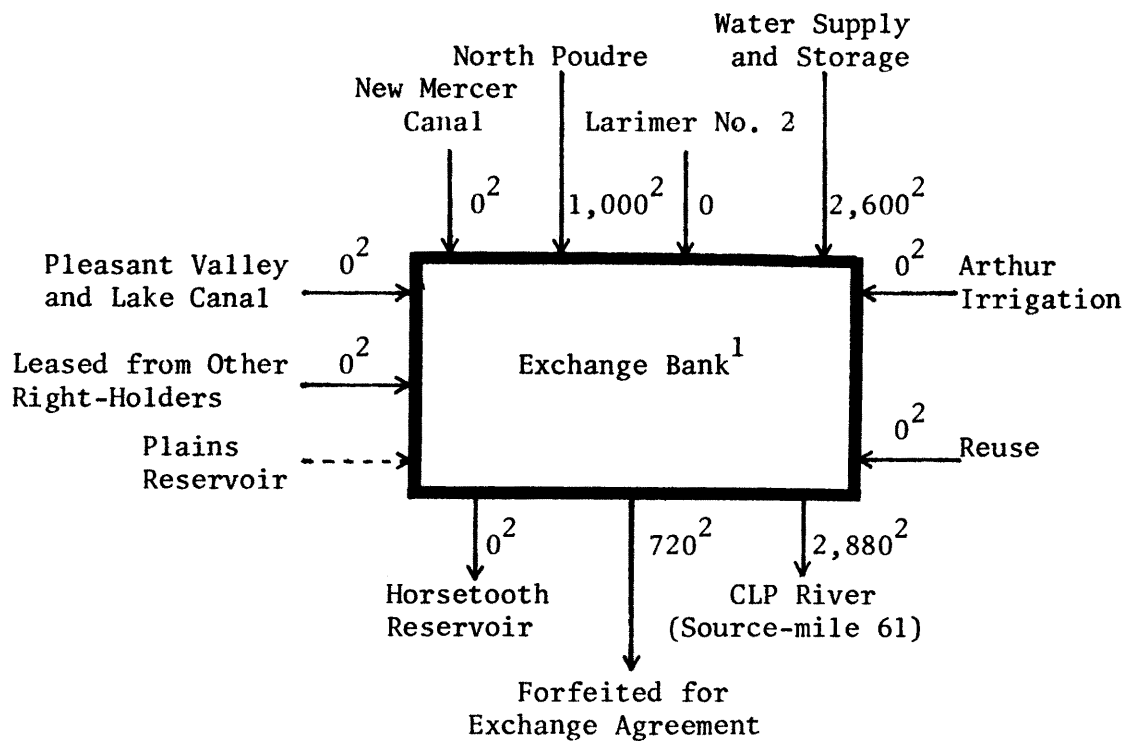 Water Supply
and Storage
North Poudre
New Mercer
Canal
Larimer No. 2
0²
1,000²
0
2,600²
Pleasant Valley
and Lake Canal
0²
0²
Arthur
Irrigation
Leased from Other
Right-Holders
0²
Exchange Bank¹
Plains
Reservoir
0²
Reuse
0²
720²
2,880²
Horsetooth
Reservoir
CLP River
(Source-mile 61)
Forfeited for
Exchange Agreement